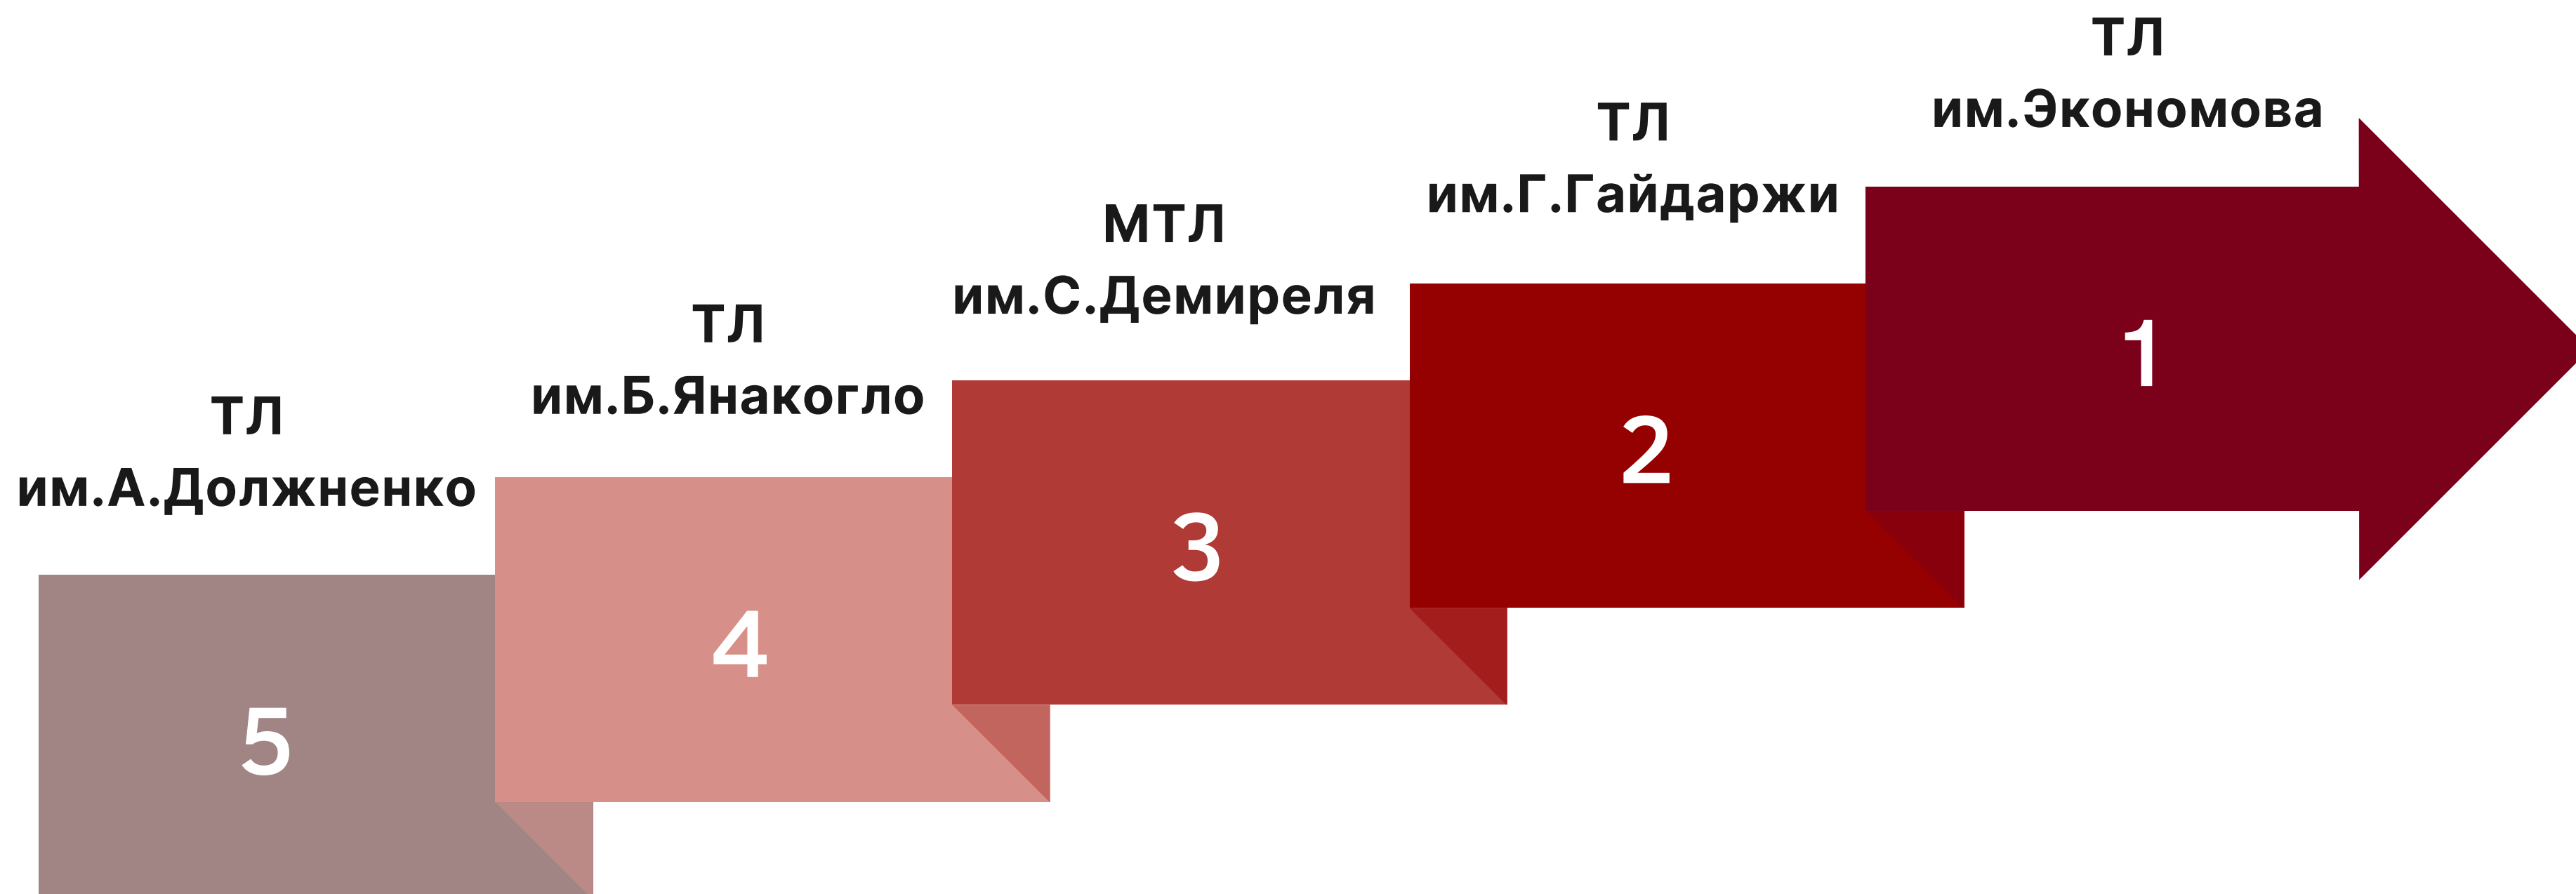 ТЛ
им.Экономова
ТЛ
им.Г.Гайдаржи
МТЛ
им.С.Демиреля
ТЛ
им.Б.Янакогло
ТЛ
им.А.Должненко
1
2
3
4
5